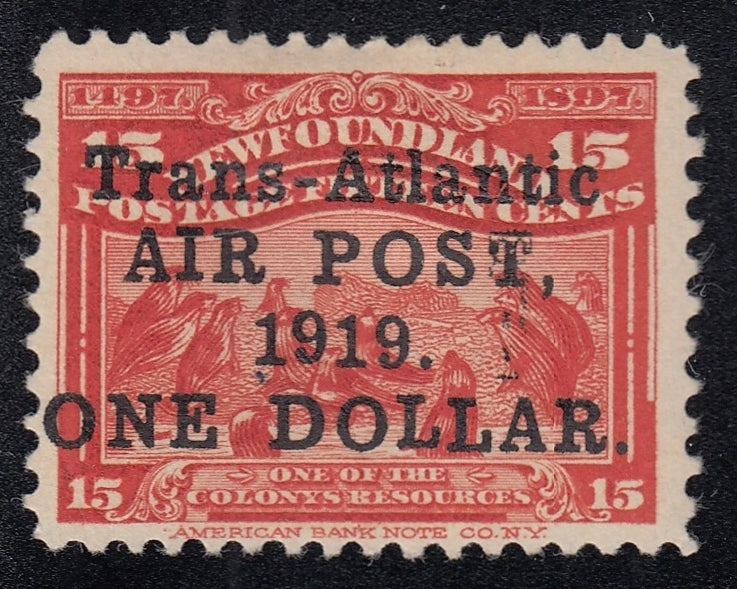 1497. 1897.
15 NEWFOUNDLAND 15
Trans-Atlantic
POSTAGE FIFTEEN CENTS
AIR POST,
1919.
ONE DOLLAR.
ONE OF THE
15 COLONYS RESOURCES 15
AMERICAN BANK NOTE CO. N.Y.